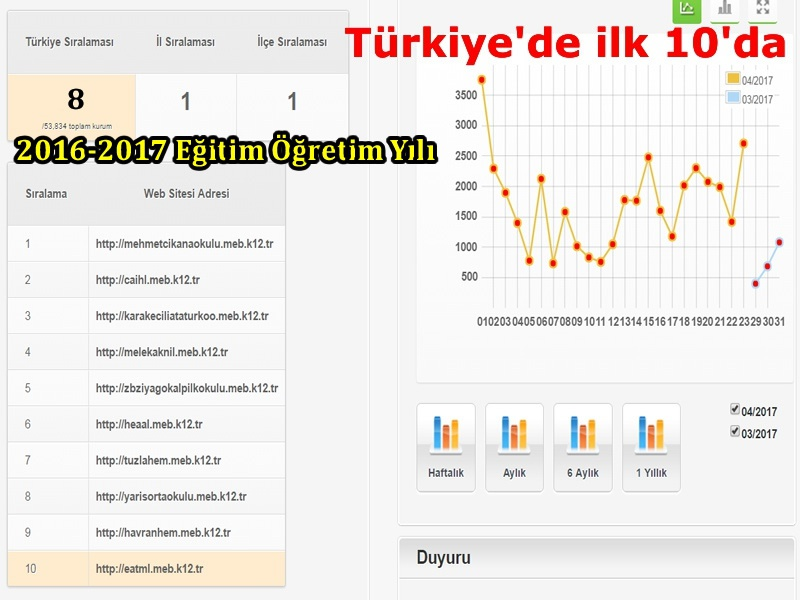 Türkiye'de ilk 10'da
Türkiye Sıralaması İl Sıralaması İlçe Sıralaması
8 1 1
/53,834 toplam kurum
2016-2017 Eğitim Öğretim Yılı
Sıralama Web Sitesi Adresi
1 http://mehmetcikanaokulu.meb.k12.tr
2 http://caihl.meb.k12.tr
3 http://karakeciliataturkoo.meb.k12.tr
4 http://melekaknil.meb.k12.tr
5 http://zbziyagokalpilkokulu.meb.k12.tr
6 http://heaal.meb.k12.tr
7 http://tuzlahem.meb.k12.tr
8 http://yarisortaokulu.meb.k12.tr
9 http://havranhem.meb.k12.tr
10 http://eatml.meb.k12.tr
04/2017
03/2017
3500
3000
2500
2000
1500
1000
500
01 02 03 04 05 06 07 08 09 10 11 12 13 14 15 16 17 18 19 20 21 22 23 29 30 31
Haftalık Aylık 6 Aylık 1 Yıllık
04/2017
03/2017
Duyuru